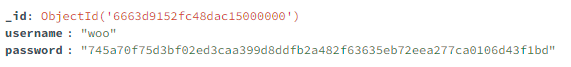 _id: ObjectId('6663d9152fc48dac15000000')
username : "woo"
password : "745a70f75d3bf02ed3caa399d8ddfb2a482f63635eb72eea277ca0106d43f1bd"